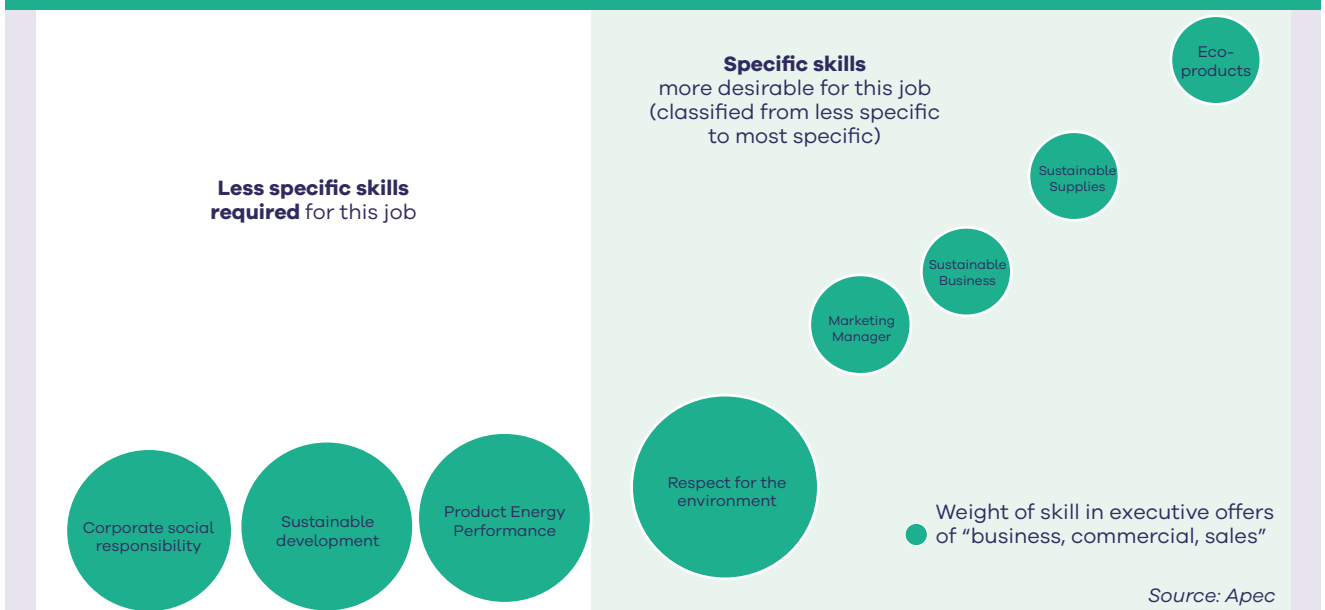 Less specific skills
required for this job
Specific skills
more desirable for this job
(classified from less specific
to most specific)
Eco-
products
Sustainable
Supplies
Sustainable
Business
Marketing
Manager
Respect for the
environment
Product Energy
Performance
Sustainable
development
Corporate social
responsibility
Weight of skill in executive offers
of “business, commercial, sales”
Source: Apec